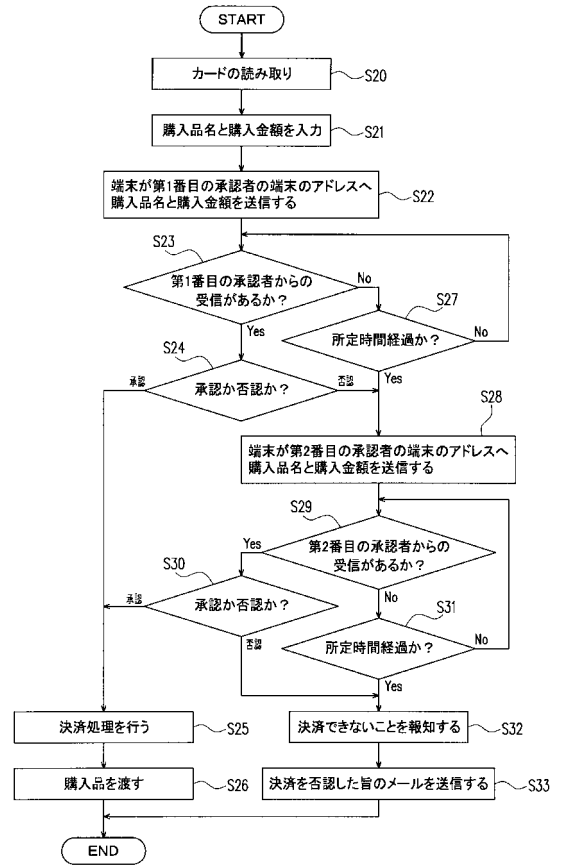 START
カードの読み取り
S20
購入品名と購入金額を入力
S21
端末が第1番目の承認者の端末のアドレスへ
購入品名と購入金額を送信する
S22
S23
第1番目の承認者からの
受信があるか?
No
Yes
S27
所定時間経過か?
No
Yes
S24
承認か否認か?
承認
否認
S28
端末が第2番目の承認者の端末のアドレスへ
購入品名と購入金額を送信する
S29
第2番目の承認者からの
受信があるか?
Yes
No
S30
承認か否認か?
承認
否認
S31
所定時間経過か?
No
Yes
決済処理を行う
S25
決済できないことを報知する
S32
購入品を渡す
S26
決済を否認した旨のメールを送信する
S33
END